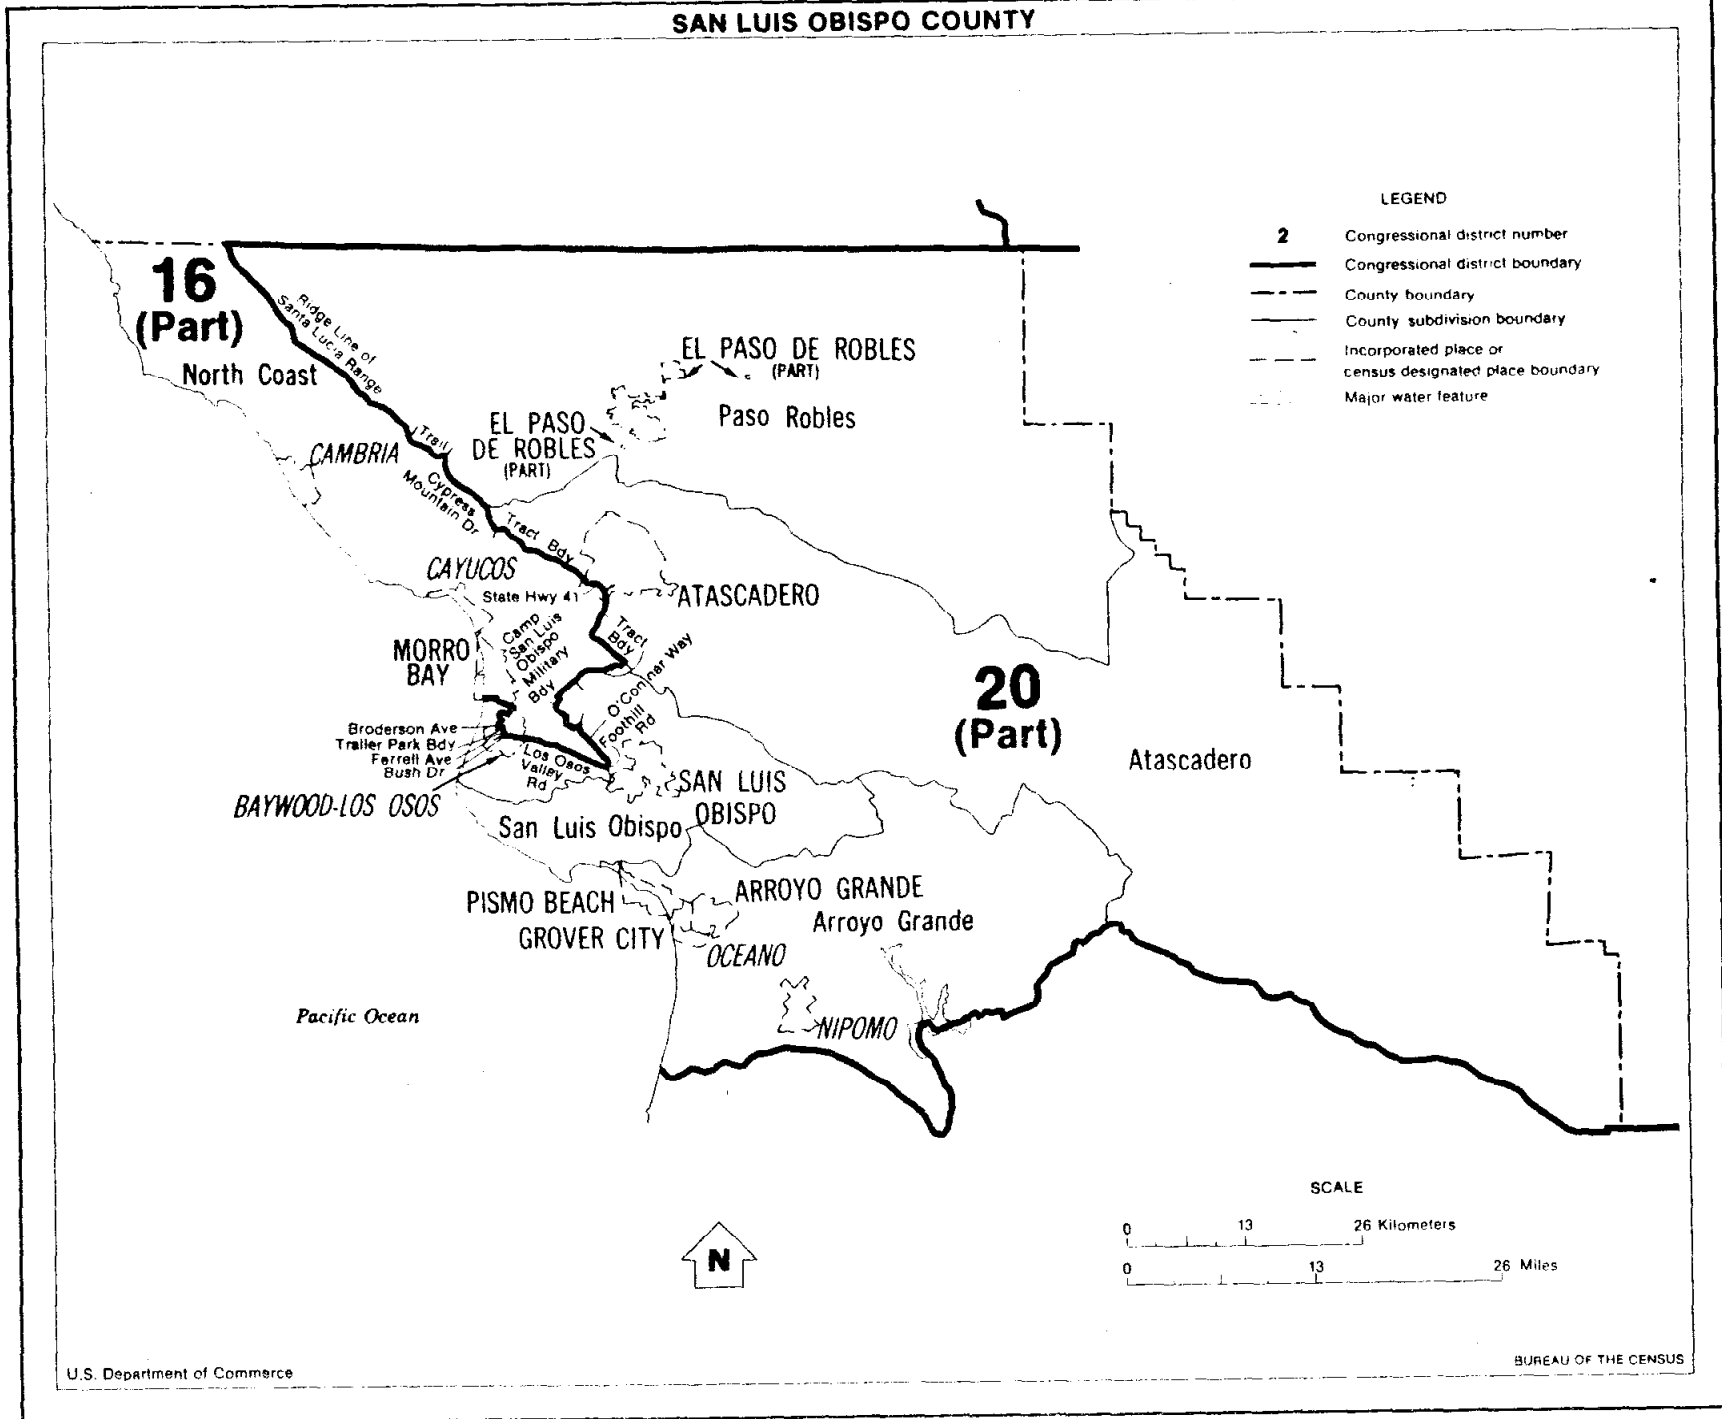 SAN LUIS OBISPO COUNTY
LEGEND
2 Congressional district number
Congressional district boundary
County boundary
County subdivision boundary
Incorporated place or
census designated place boundary
Major water feature
16
(Part)
North Coast
Ridge Line of
Santa Lucia Range
EL PASO DE ROBLES
(PART)
Paso Robles
EL PASO
DE ROBLES
(PART)
CAMBRIA
Trail
Cypress
Mountain Dr
Tract Bdy
CAYUCOS
State Hwy 41
ATASCADERO
Camp
San Luis
Obispo
Military
Bdy
Tract
Bdy
MORRO
BAY
O'Connar Way
Foothill
Rd
20
(Part)
Atascadero
Broderson Ave
Trailer Park Bdy
Ferrell Ave
Bush Dr
Los Osos
Valley
Rd
BAYWOOD-LOS OSOS
SAN LUIS
OBISPO
San Luis Obispo
PISMO BEACH
ARROYO GRANDE
Arroyo Grande
GROVER CITY
OCEANO
Pacific Ocean
NIPOMO
SCALE
0 13 26 Kilometers
0 13 26 Miles
N
U.S. Department of Commerce
BUREAU OF THE CENSUS